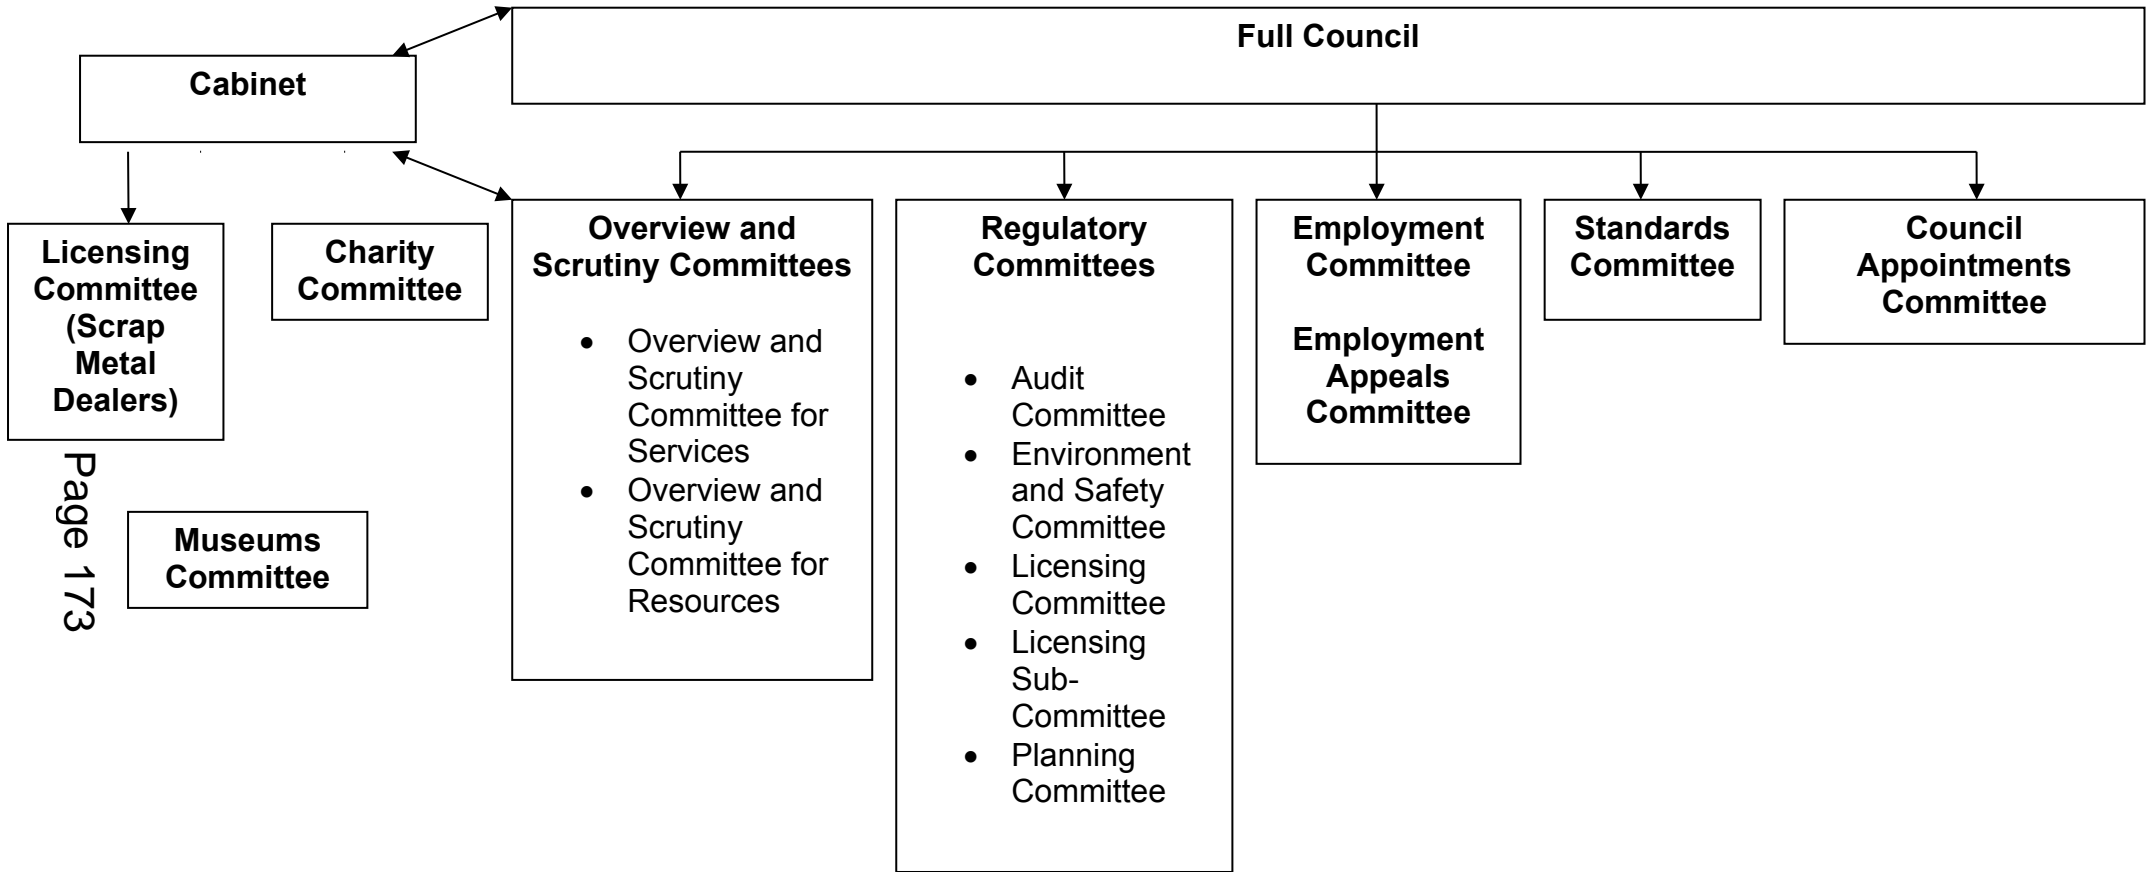 Full Council
Cabinet
Licensing
Committee
(Scrap
Metal
Dealers)
Charity
Committee
Overview and
Scrutiny Committees
• Overview and
Scrutiny
Committee for
Services
• Overview and
Scrutiny
Committee for
Resources
Regulatory
Committees
• Audit
Committee
• Environment
and Safety
Committee
• Licensing
Committee
• Licensing
Sub-
Committee
• Planning
Committee
Employment
Committee
Employment
Appeals
Committee
Standards
Committee
Council
Appointments
Committee
Museums
Committee
Page 173